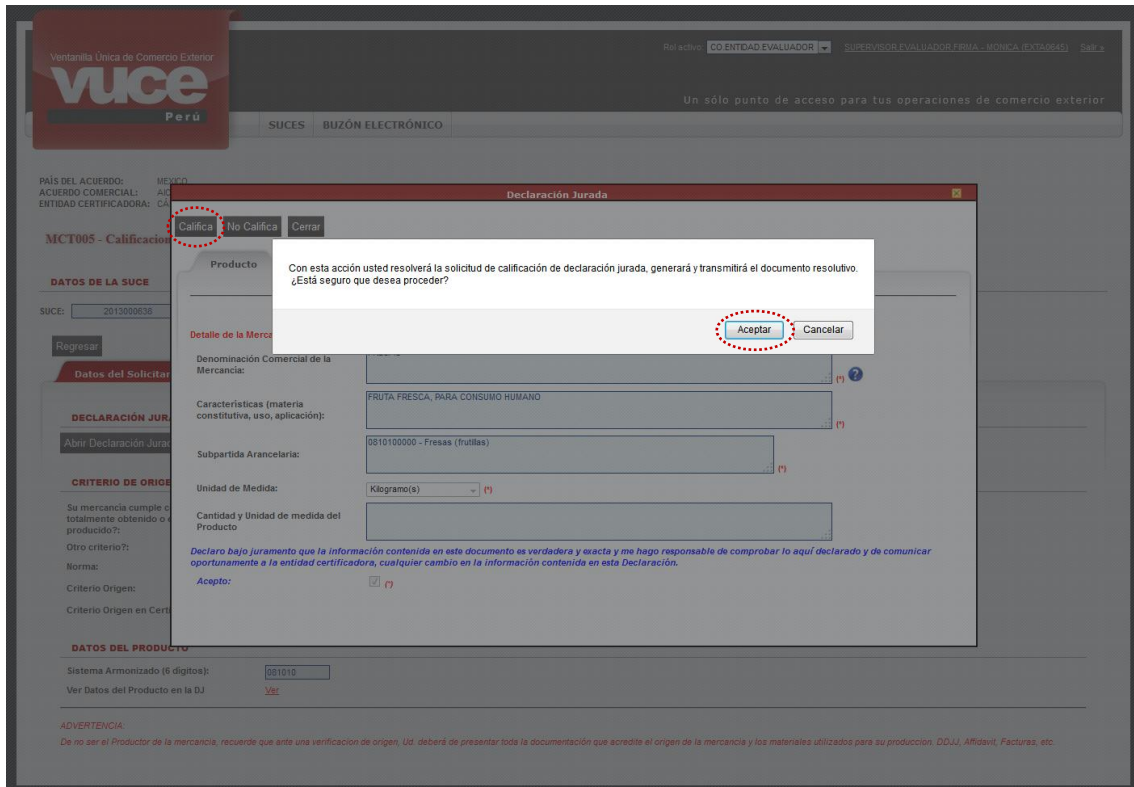 Ventanilla Única de Comercio Exterior
vuce
Perú
Rol activo: CO.ENTIDAD.EVALUADOR
SUPERVISOR.EVALUADOR.FIRMA - MONICA (EXTA0645)
Salir »
Un sólo punto de acceso para tus operaciones de comercio exterior
SUCES BUZÓN ELECTRÓNICO
PAÍS DEL ACUERDO: MEXICO
ACUERDO COMERCIAL:
ENTIDAD CERTIFICADORA:
MCT005 - Calificacion
DATOS DE LA SUCE
SUCE: 2013000636
Regresar
Datos del Solicitan
DECLARACIÓN JUR
Abrir Declaración Jurad
CRITERIO DE ORIGE
Su mercancía cumple c
totalmente obtenido o e
producido?:
Otro criterio?:
Norma:
Criterio Origen:
Criterio Origen en Certi
DATOS DEL PRODUCTO
Sistema Armonizado (6 dígitos): 081010
Ver Datos del Producto en la DJ Ver
ADVERTENCIA:
De no ser el Productor de la mercancía, recuerde que ante una verificacion de origen, Ud. deberá de presentar toda la documentación que acredite el origen de la mercancía y los materiales utilizados para su produccion. DDJJ, Affidavit, Facturas, etc.
Declaración Jurada
Califica No Califica Cerrar
Producto
Con esta acción usted resolverá la solicitud de calificación de declaración jurada, generará y transmitirá el documento resolutivo.
¿Está seguro que desea proceder?
Aceptar Cancelar
Detalle de la Merca
Denominación Comercial de la
Mercancía:
(*) ?
Características (materia
constitutiva, uso, aplicación):
FRUTA FRESCA, PARA CONSUMO HUMANO
(*)
Subpartida Arancelaria:
0810100000 - Fresas (frutillas)
(*)
Unidad de Medida: Kilogramo(s) (*)
Cantidad y Unidad de medida del
Producto
Declaro bajo juramento que la información contenida en este documento es verdadera y exacta y me hago responsable de comprobar lo aquí declarado y de comunicar
oportunamente a la entidad certificadora, cualquier cambio en la información contenida en esta Declaración.
Acepto: (*)